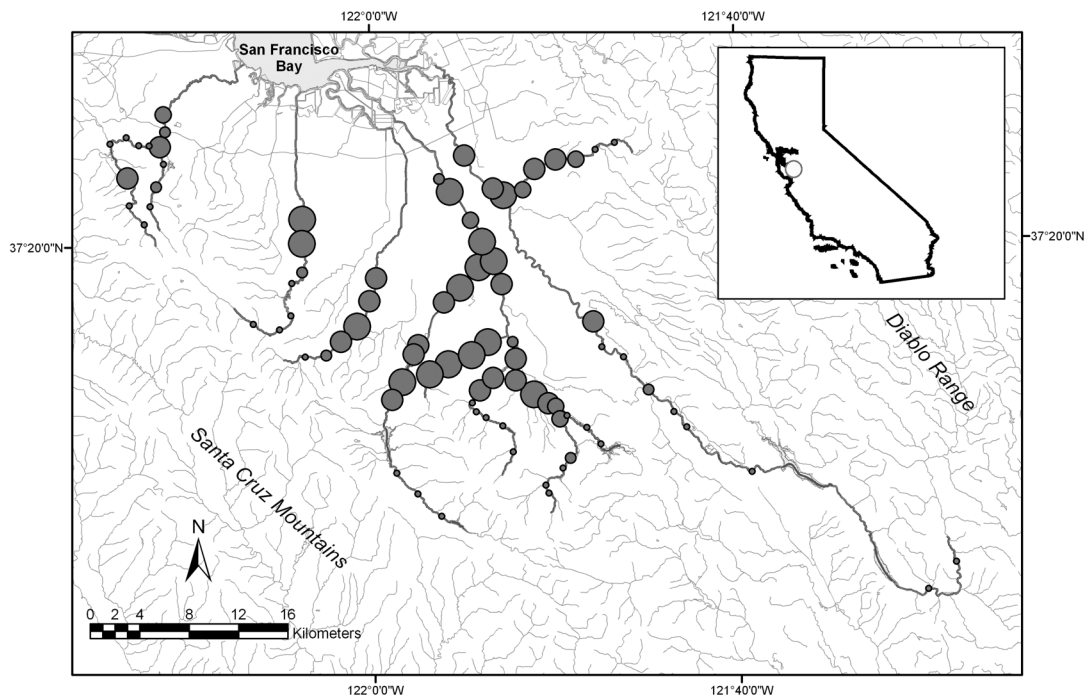 122°0'0"W
121°40'0"W
San Francisco
Bay
37°20'0"N
37°20'0"N
Diablo Range
Santa Cruz Mountains
N
0 2 4 8 12 16
Kilometers
122°0'0"W
121°40'0"W